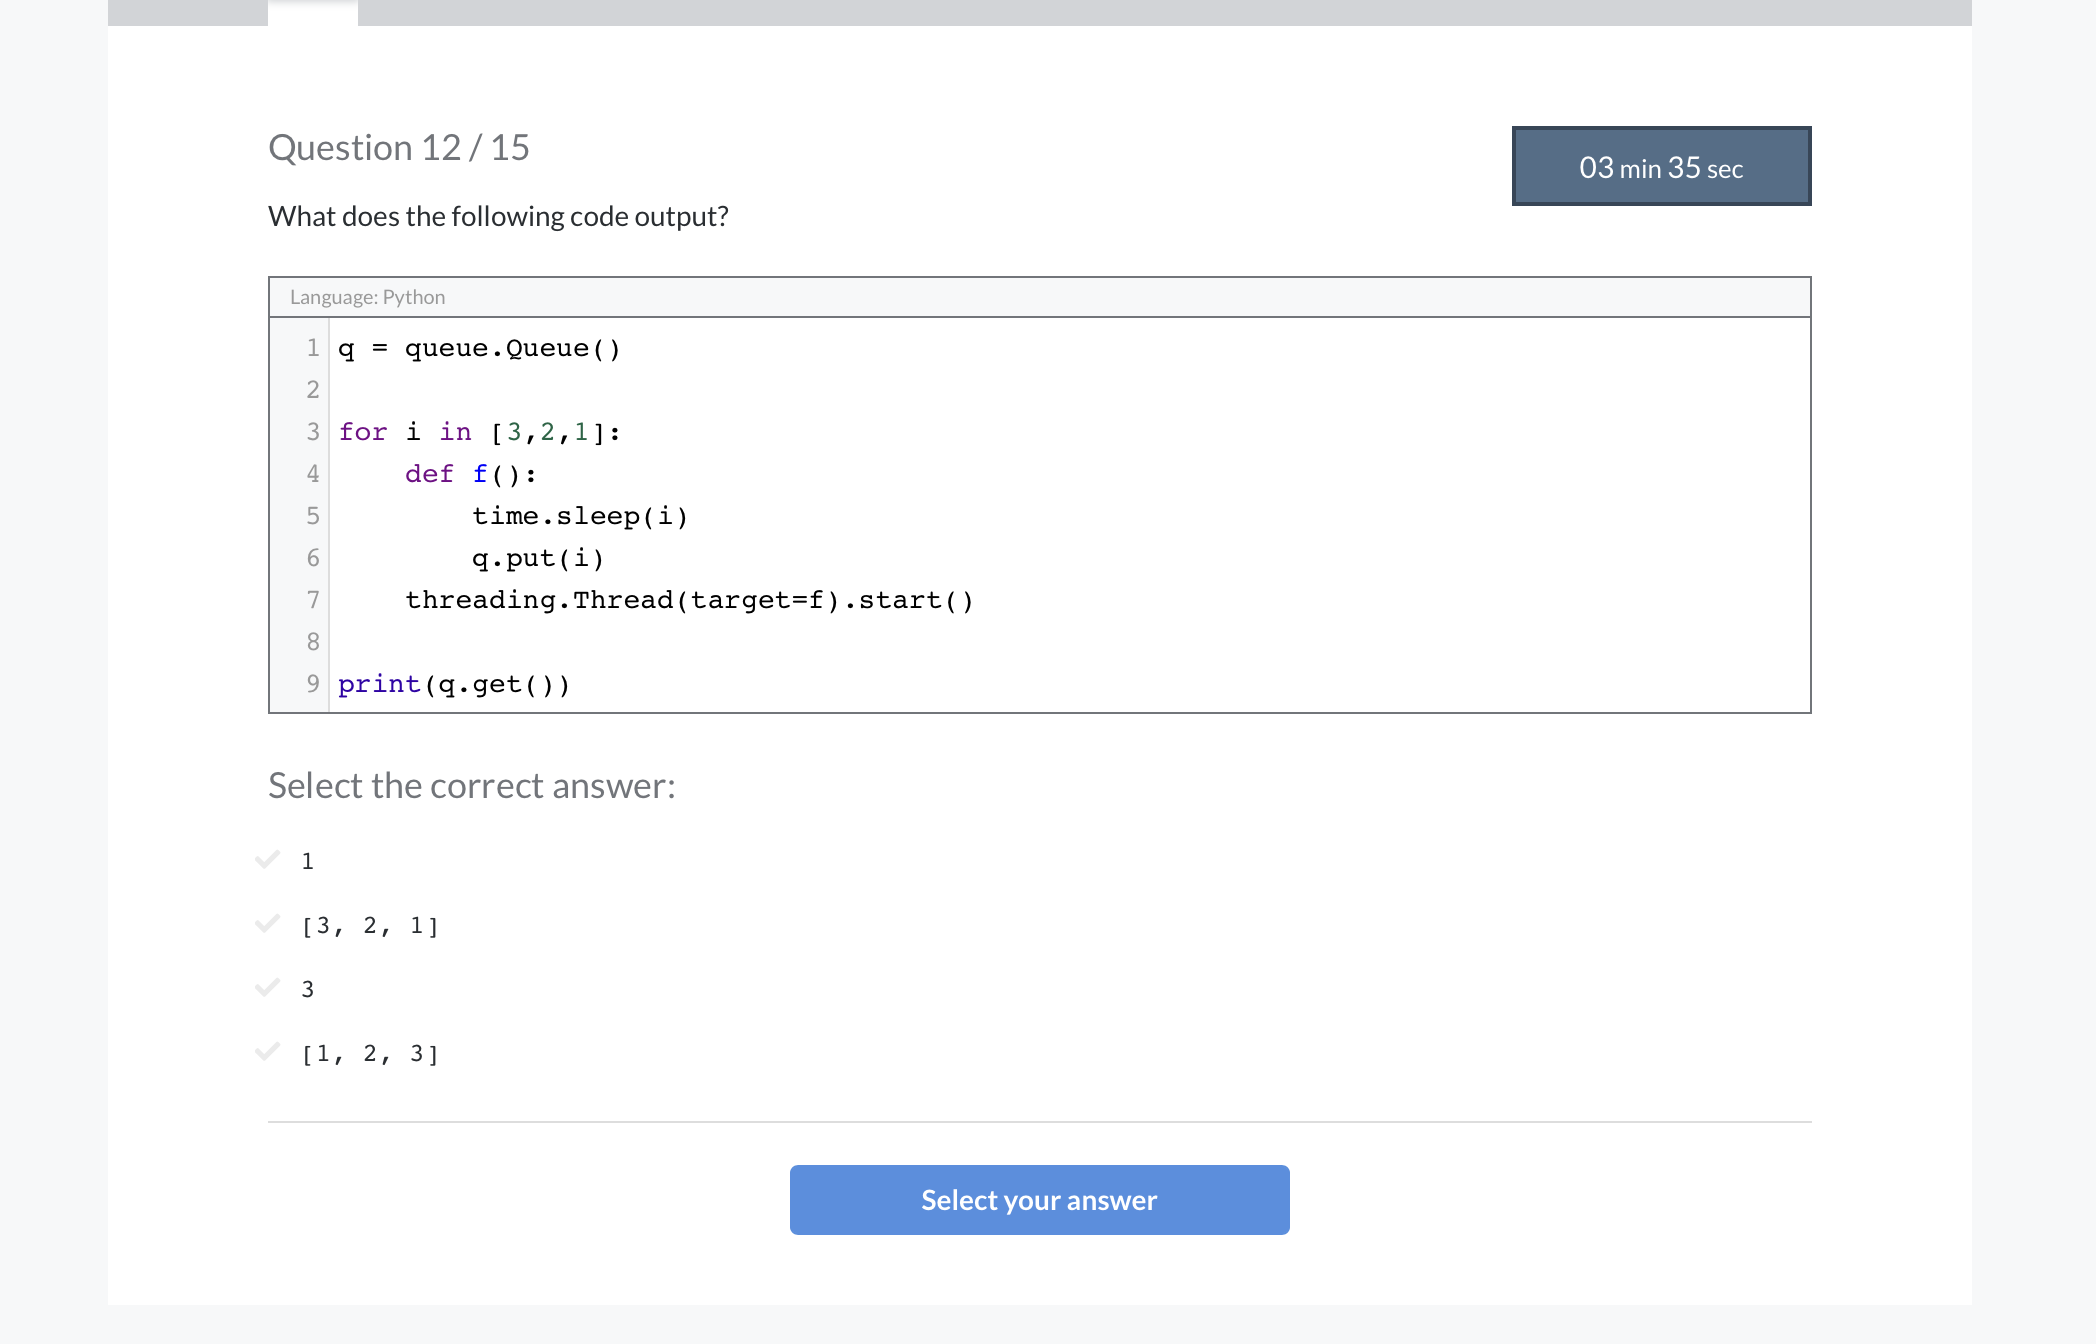 Question 12 / 15
03 min 35 sec
What does the following code output?
Language: Python
1 q = queue.Queue()
2
3 for i in [3,2,1]:
4     def f():
5         time.sleep(i)
6         q.put(i)
7     threading.Thread(target=f).start()
8
9 print(q.get())
Select the correct answer:
1
[3, 2, 1]
3
[1, 2, 3]
Select your answer